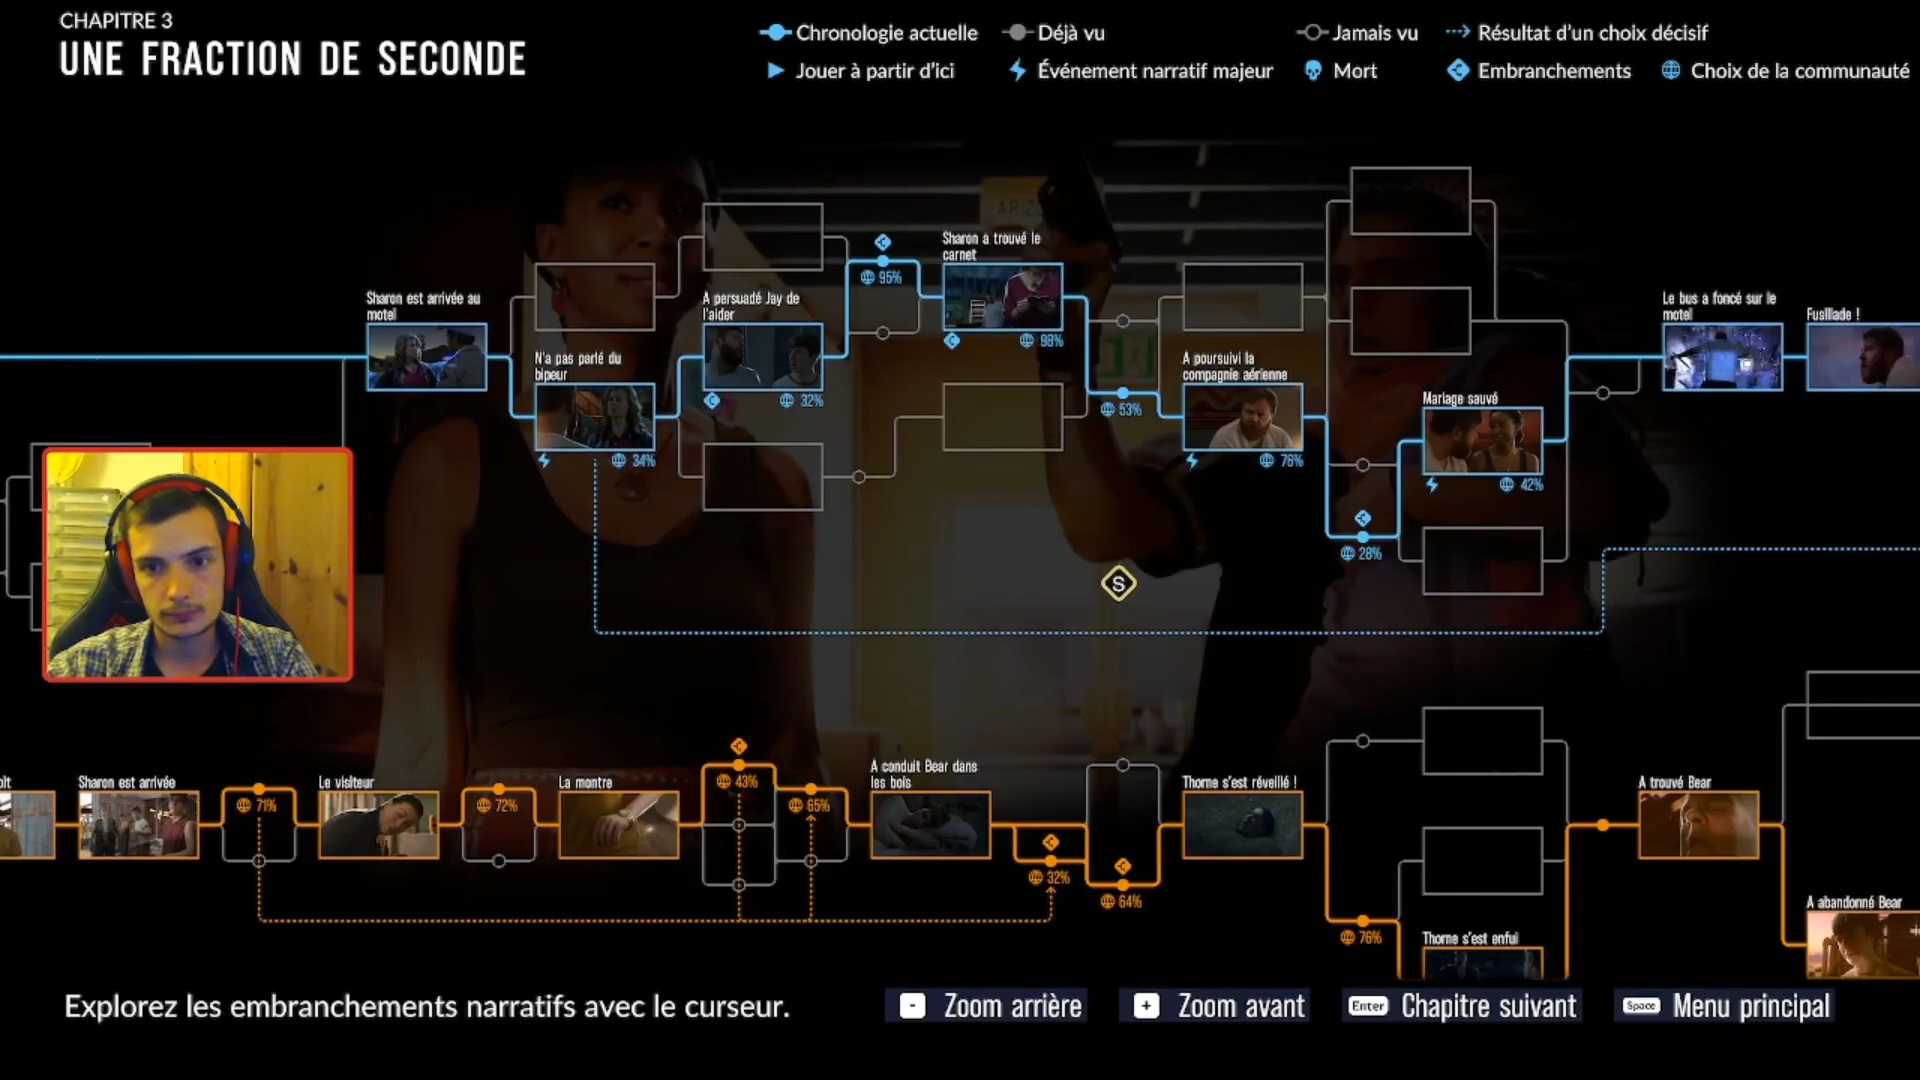 CHAPITRE 3
UNE FRACTION DE SECONDE
Chronologie actuelle
Déjà vu
Jamais vu
Résultat d'un choix décisif
Jouer à partir d'ici
Événement narratif majeur
Mort
Embranchements
Choix de la communauté
ARIZO
Sharon est arrivée au
motel
N'a pas parlé du
bipeur
34%
A persuadé Jay de
l'aider
32%
95%
Sharon a trouvé le
carnet
98%
53%
A poursuivi la
compagnie aérienne
76%
28%
Mariage sauvé
42%
Le bus a foncé sur le
motel
Fusillade !
S
Sharon est arrivée
71%
Le visiteur
72%
La montre
43%
65%
A conduit Bear dans
les bois
32%
64%
Thorne s'est réveillé !
76%
Thorne s'est enfui
A trouvé Bear
A abandonné Bear
Explorez les embranchements narratifs avec le curseur.
- Zoom arrière
+ Zoom avant
Enter Chapitre suivant
Space Menu principal